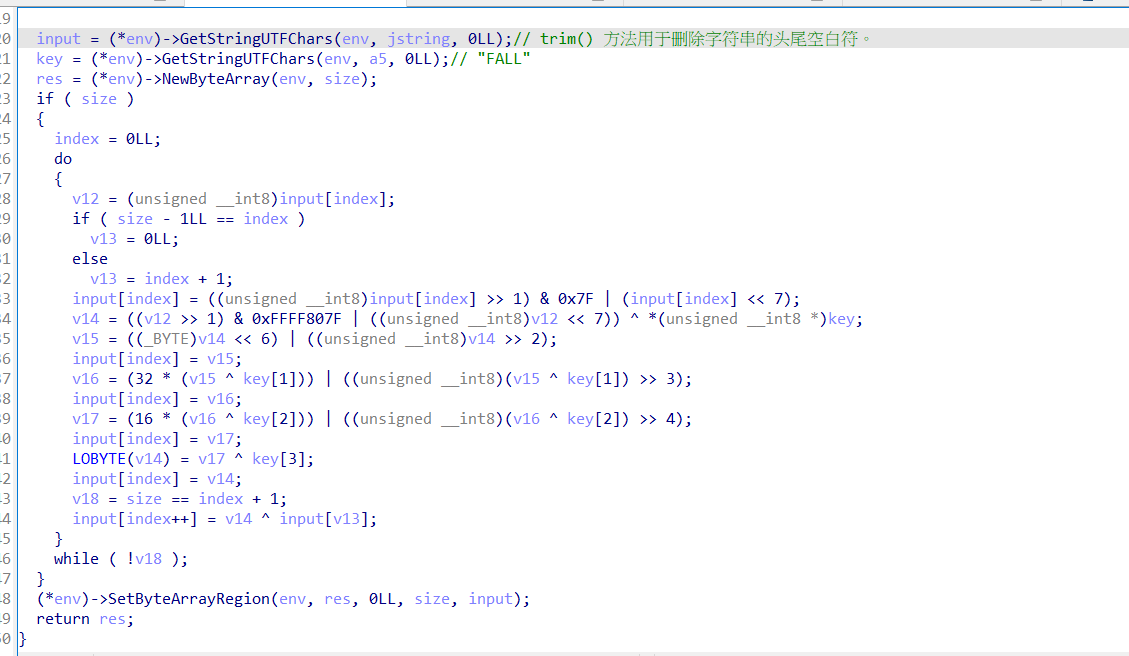 19
20 input = (*env)->GetStringUTFChars(env, jstring, 0LL);// trim() 方法用于删除字符串的头尾空白符。
21 key = (*env)->GetStringUTFChars(env, a5, 0LL);// "FALL"
22 res = (*env)->NewByteArray(env, size);
23 if ( size )
24 {
25 index = 0LL;
26 do
27 {
28 v12 = (unsigned __int8)input[index];
29 if ( size - 1LL == index )
30 v13 = 0LL;
31 else
32 v13 = index + 1;
33 input[index] = ((unsigned __int8)input[index] >> 1) & 0x7F | (input[index] << 7);
34 v14 = ((v12 >> 1) & 0xFFFF807F | ((unsigned __int8)v12 << 7)) ^ *(unsigned __int8 *)key;
35 v15 = ((_BYTE)v14 << 6) | ((unsigned __int8)v14 >> 2);
36 input[index] = v15;
37 v16 = (32 * (v15 ^ key[1])) | ((unsigned __int8)(v15 ^ key[1]) >> 3);
38 input[index] = v16;
39 v17 = (16 * (v16 ^ key[2])) | ((unsigned __int8)(v16 ^ key[2]) >> 4);
40 input[index] = v17;
41 LOBYTE(v14) = v17 ^ key[3];
42 input[index] = v14;
43 v18 = size == index + 1;
44 input[index++] = v14 ^ input[v13];
45 }
46 while ( !v18 );
47 }
48 (*env)->SetByteArrayRegion(env, res, 0LL, size, input);
49 return res;
50 }